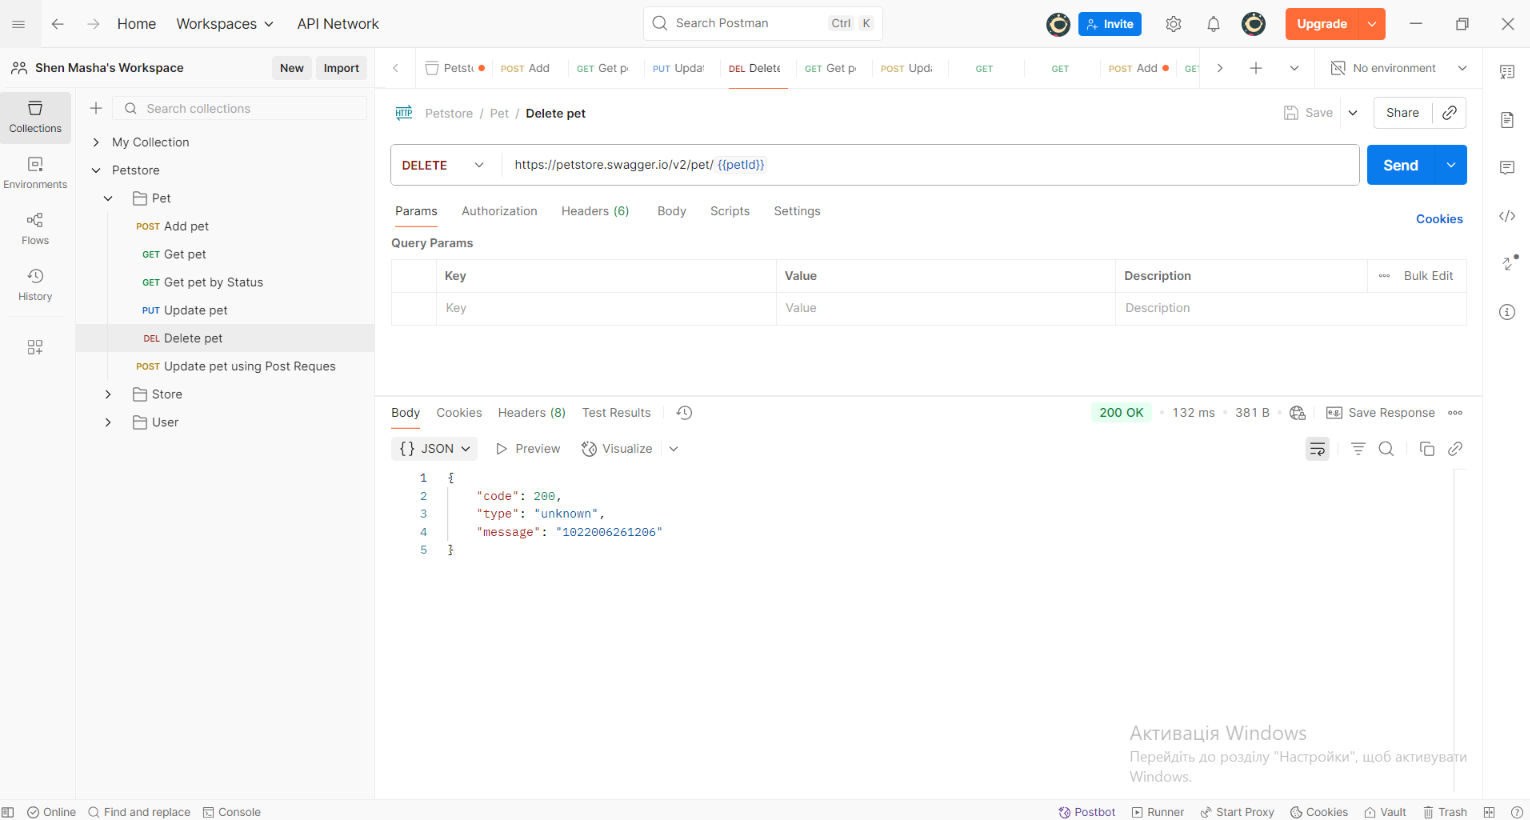 Home Workspaces API Network Search Postman Ctrl K Invite Upgrade
Shen Masha's Workspace New Import Petsto POST Add GET Get p PUT Updat DEL Delete GET Get p POST Upda GET GET POST Add GET No environment
Collections
Environments
Flows
History
Search collections
My Collection
Petstore
Pet
POST Add pet
GET Get pet
GET Get pet by Status
PUT Update pet
DEL Delete pet
POST Update pet using Post Reques
Store
User
HTTP Petstore / Pet / Delete pet Save Share
DELETE https://petstore.swagger.io/v2/pet/ {{petId}} Send
Params Authorization Headers (6) Body Scripts Settings Cookies
Query Params
Key Value Description Bulk Edit
Key Value Description
Body Cookies Headers (8) Test Results 200 OK 132 ms 381 B e.g. Save Response
{} JSON Preview Visualize
1 {
2 "code": 200,
3 "type": "unknown",
4 "message": "1022006261206"
5 }
Активація Windows
Перейдіть до розділу "Настройки", щоб активувати
Windows.
Online Find and replace Console Postbot Runner Start Proxy Cookies Vault Trash